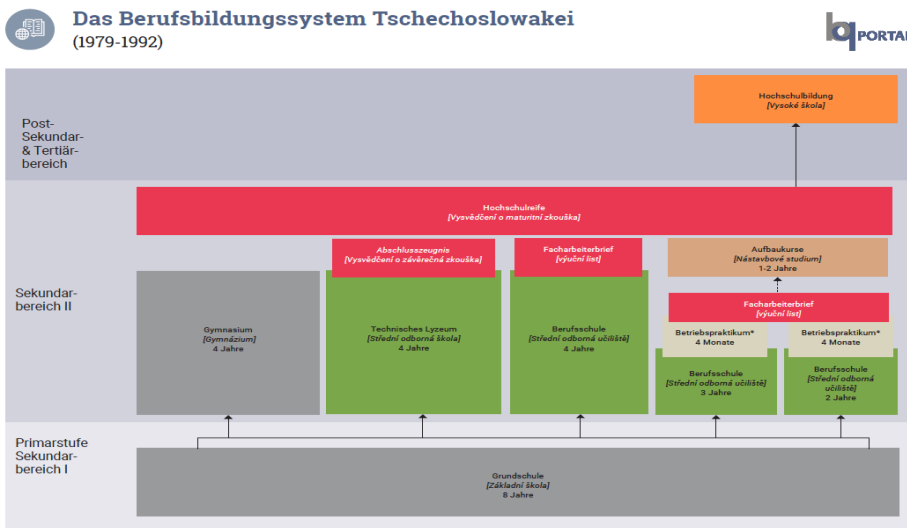 Das Berufsbildungssystem Tschechoslowakei
(1979-1992)
bq PORTAL
Post-
Sekundar-
& Tertiär-
bereich
Hochschulbildung
[Vysoké škola]
Hochschulreife
[Vysvědčení o maturitní zkouška]
Abschlusszeugnis
[Vysvědčení o závěrečná zkouška]
Facharbeiterbrief
[výuční list]
Aufbaukurse
[Nástavbové studium]
1-2 Jahre
Sekundar-
bereich II
Facharbeiterbrief
[výuční list]
Gymnasium
[Gymnázium]
4 Jahre
Technisches Lyzeum
[Střední odborná škola]
4 Jahre
Berufsschule
[Střední odborná učiliště]
4 Jahre
Betriebspraktikum*
4 Monate
Betriebspraktikum*
4 Monate
Berufsschule
[Střední odborná učiliště]
3 Jahre
Berufsschule
[Střední odborná
učiliště]
2 Jahre
Primarstufe
Sekundar-
bereich I
Grundschule
[Základní škola]
8 Jahre